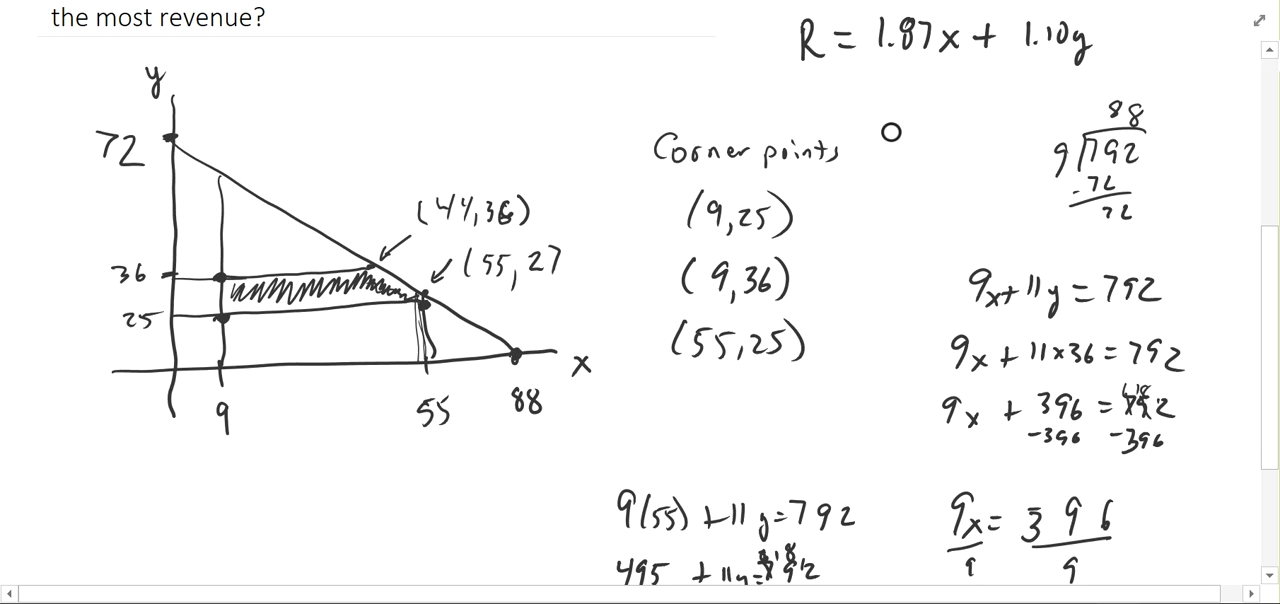 the most revenue?
R = 1.87x + 1.10y
y
72
36
25
9
55
88
x
(44,36)
(55,27
Corner points
(9,25)
(9,36)
(55,25)
88
9)792
-72
72
9x+11y=792
9x+11x36=792
9x + 396 = 792
-396 -396
9x = 396
9 9
9(55) +11y=792
495 +11y=792